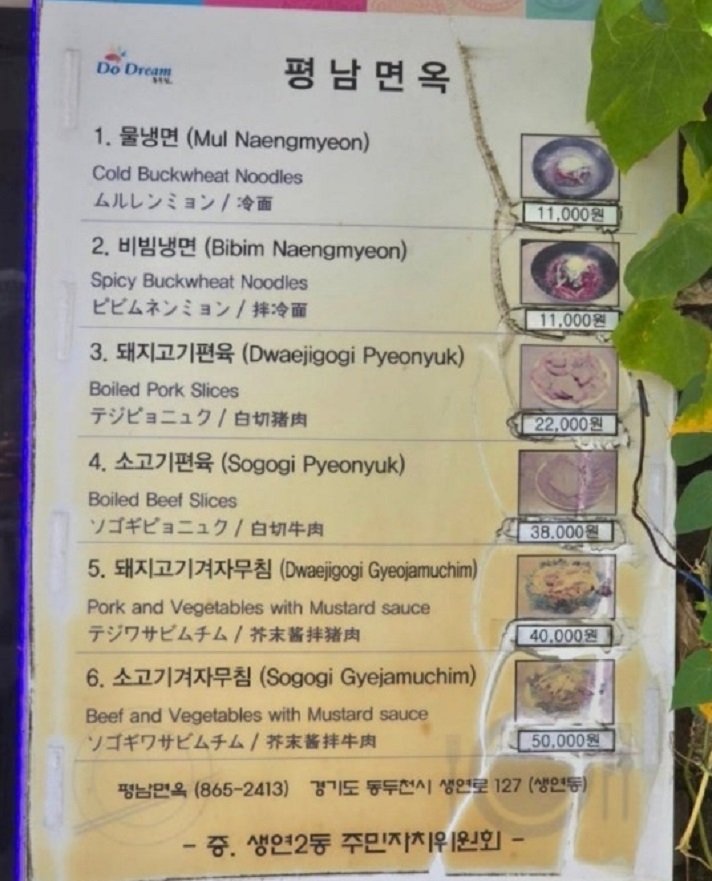 Do Dream
평남면옥
1. 물냉면 (Mul Naengmyeon)
Cold Buckwheat Noodles
ムルレンミョン / 冷面
11,000원
2. 비빔냉면 (Bibim Naengmyeon)
Spicy Buckwheat Noodles
ビビムネンミョン / 拌冷面
11,000원
3. 돼지고기편육 (Dwaejigogi Pyeonyuk)
Boiled Pork Slices
テジピョニュク / 白切猪肉
22,000원
4. 소고기편육 (Sogogi Pyeonyuk)
Boiled Beef Slices
ソゴギピョニュク / 白切牛肉
38,000원
5. 돼지고기겨자무침 (Dwaejigogi Gyeojamuchim)
Pork and Vegetables with Mustard sauce
テジワサビムチム / 芥末酱拌猪肉
40,000원
6. 소고기겨자무침 (Sogogi Gyejamuchim)
Beef and Vegetables with Mustard sauce
ソゴギワサビムチム / 芥末酱拌牛肉
50,000원
평남면옥 (865-2413) 경기도 동두천시 생연로 127 (생연동)
- 증. 생연2동 주민자치위원회 -